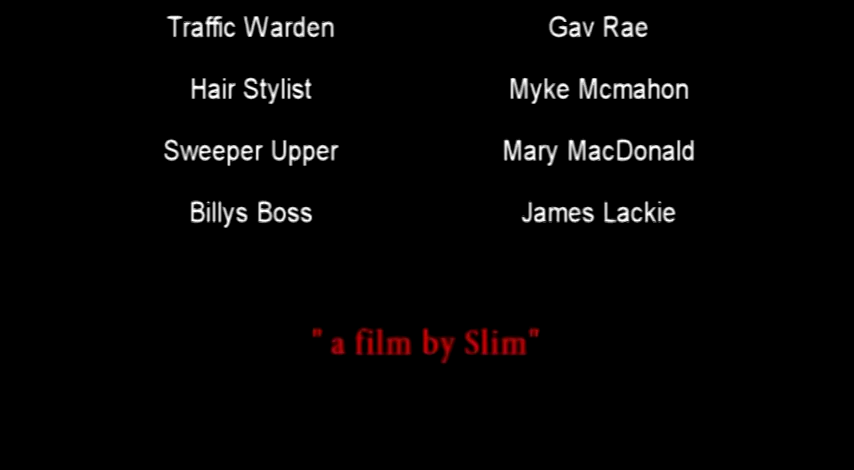 Traffic Warden Gav Rae
Hair Stylist Myke Mcmahon
Sweeper Upper Mary MacDonald
Billys Boss James Lackie
" a film by Slim"